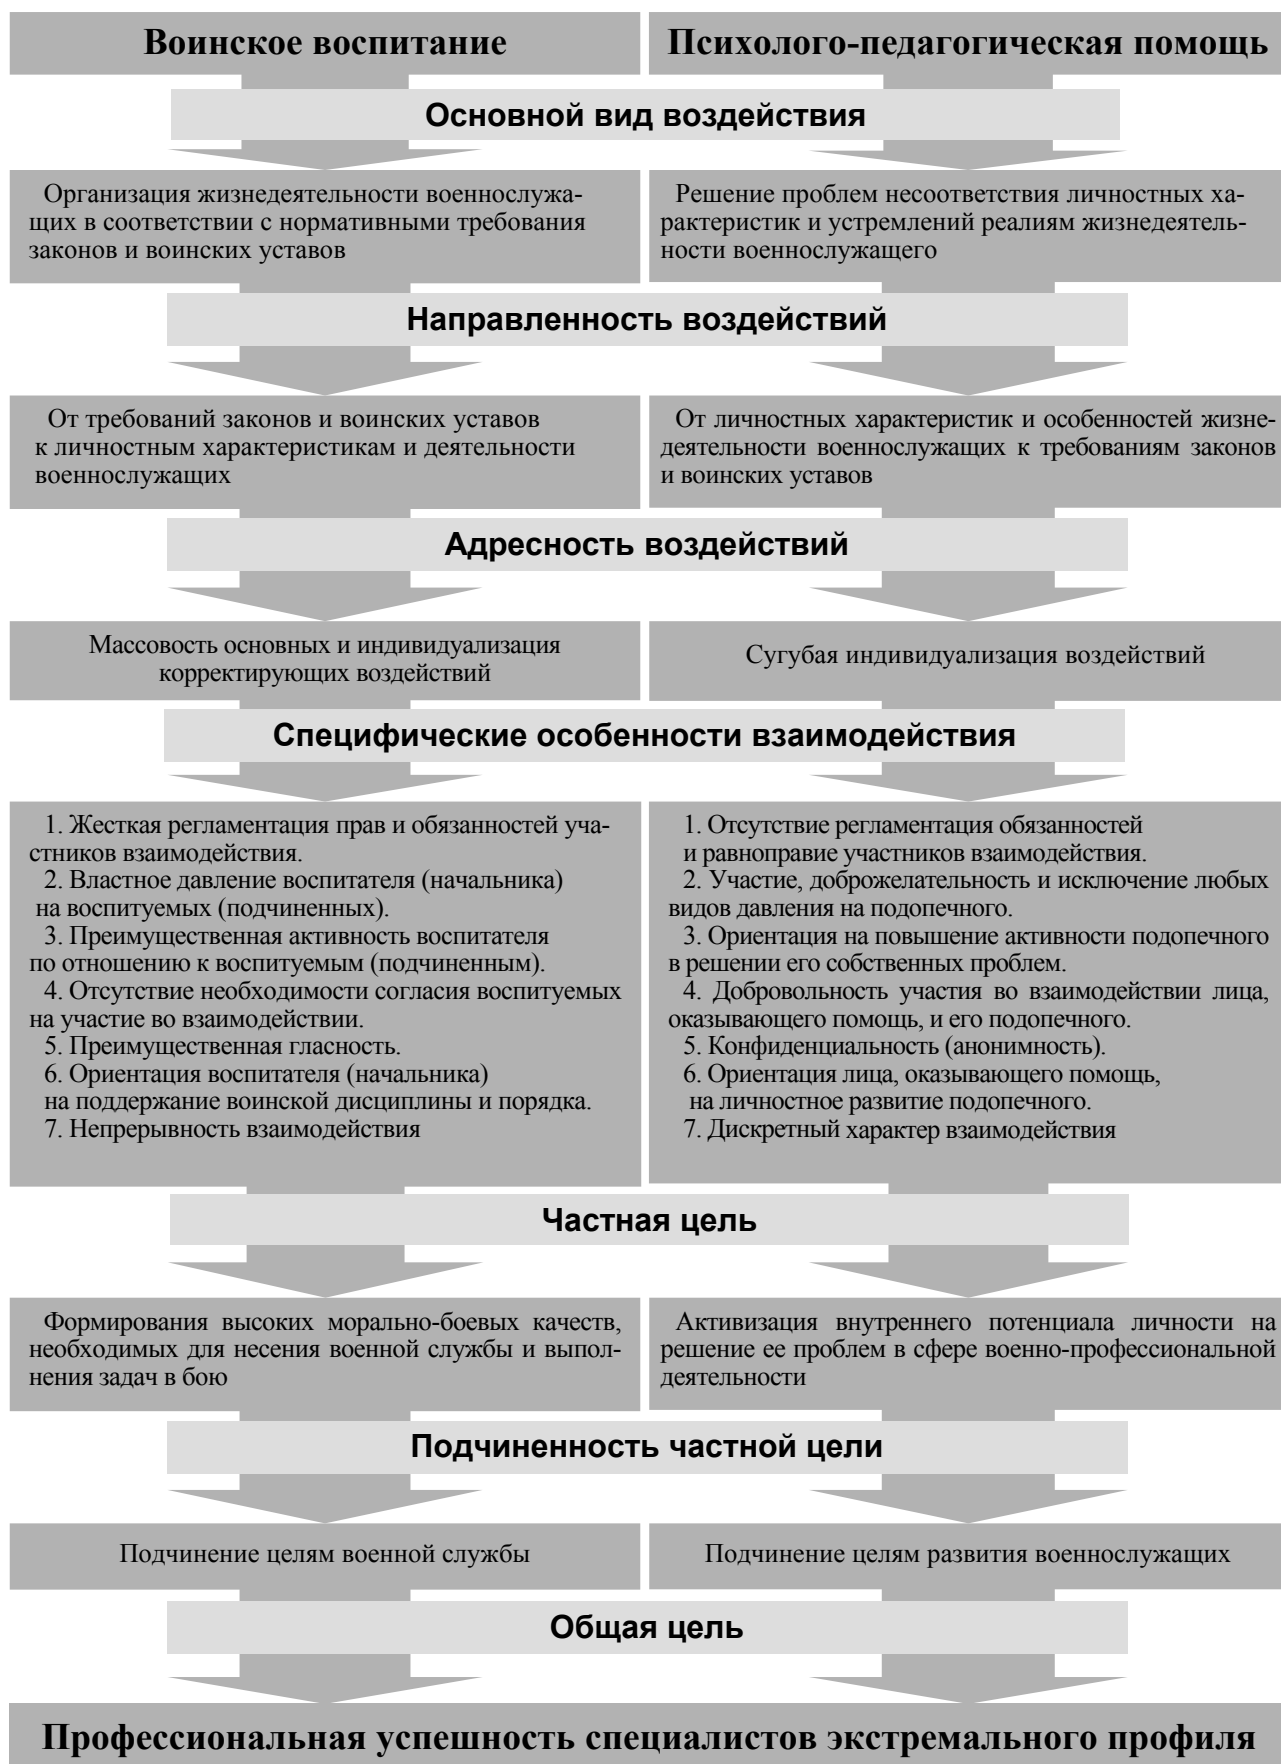 Воинское воспитание
Психолого-педагогическая помощь
Основной вид воздействия
Организация жизнедеятельности военнослужа-
щих в соответствии с нормативными требования
законов и воинских уставов
Решение проблем несоответствия личностных ха-
рактеристик и устремлений реалиям жизнедеятель-
ности военнослужащего
Направленность воздействий
От требований законов и воинских уставов
к личностным характеристикам и деятельности
военнослужащих
От личностных характеристик и особенностей жизне-
деятельности военнослужащих к требованиям законов
и воинских уставов
Адресность воздействий
Массовость основных и индивидуализация
корректирующих воздействий
Сугубая индивидуализация воздействий
Специфические особенности взаимодействия
1. Жесткая регламентация прав и обязанностей уча-
стников взаимодействия.
2. Властное давление воспитателя (начальника)
на воспитуемых (подчиненных).
3. Преимущественная активность воспитателя
по отношению к воспитуемым (подчиненным).
4. Отсутствие необходимости согласия воспитуемых
на участие во взаимодействии.
5. Преимущественная гласность.
6. Ориентация воспитателя (начальника)
на поддержание воинской дисциплины и порядка.
7. Непрерывность взаимодействия
1. Отсутствие регламентация обязанностей
и равноправие участников взаимодействия.
2. Участие, доброжелательность и исключение любых
видов давления на подопечного.
3. Ориентация на повышение активности подопечного
в решении его собственных проблем.
4. Добровольность участия во взаимодействии лица,
оказывающего помощь, и его подопечного.
5. Конфиденциальность (анонимность).
6. Ориентация лица, оказывающего помощь,
на личностное развитие подопечного.
7. Дискретный характер взаимодействия
Частная цель
Формирования высоких морально-боевых качеств,
необходимых для несения военной службы и выпол-
нения задач в бою
Активизация внутреннего потенциала личности на
решение ее проблем в сфере военно-профессиональной
деятельности
Подчиненность частной цели
Подчинение целям военной службы
Подчинение целям развития военнослужащих
Общая цель
Профессиональная успешность специалистов экстремального профиля